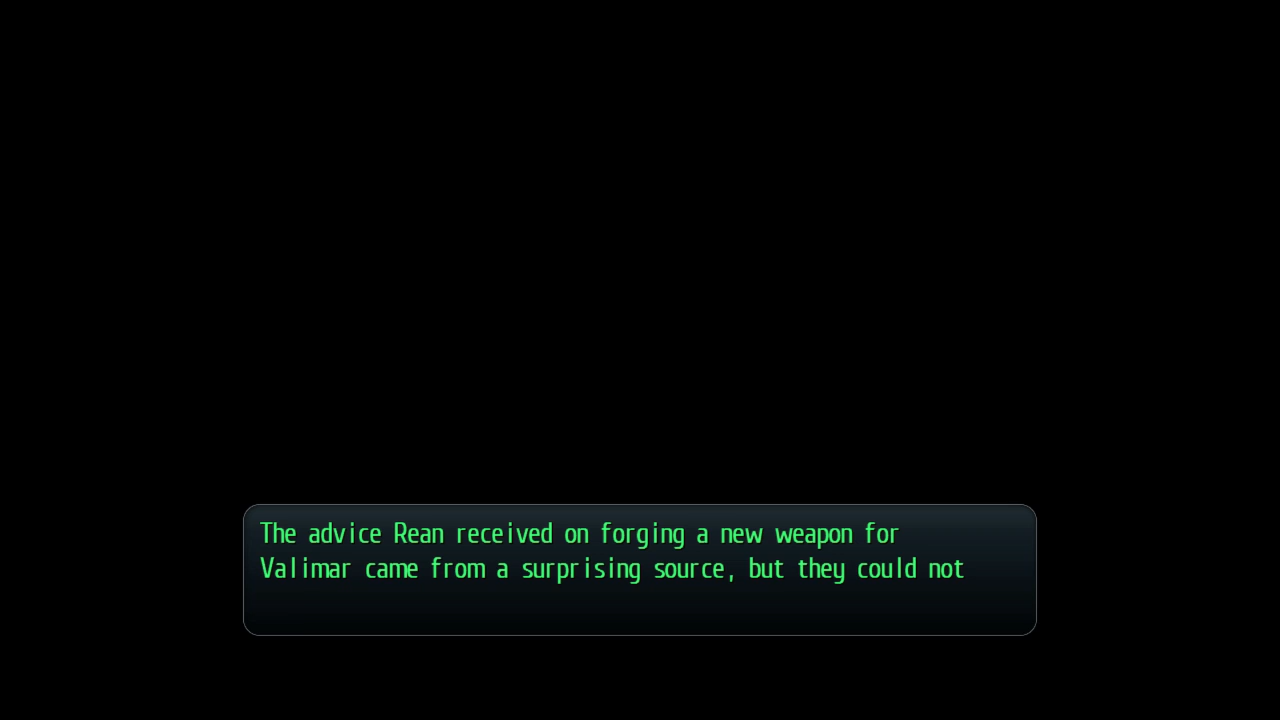 The advice Rean received on forging a new weapon for
Valimar came from a surprising source, but they could not